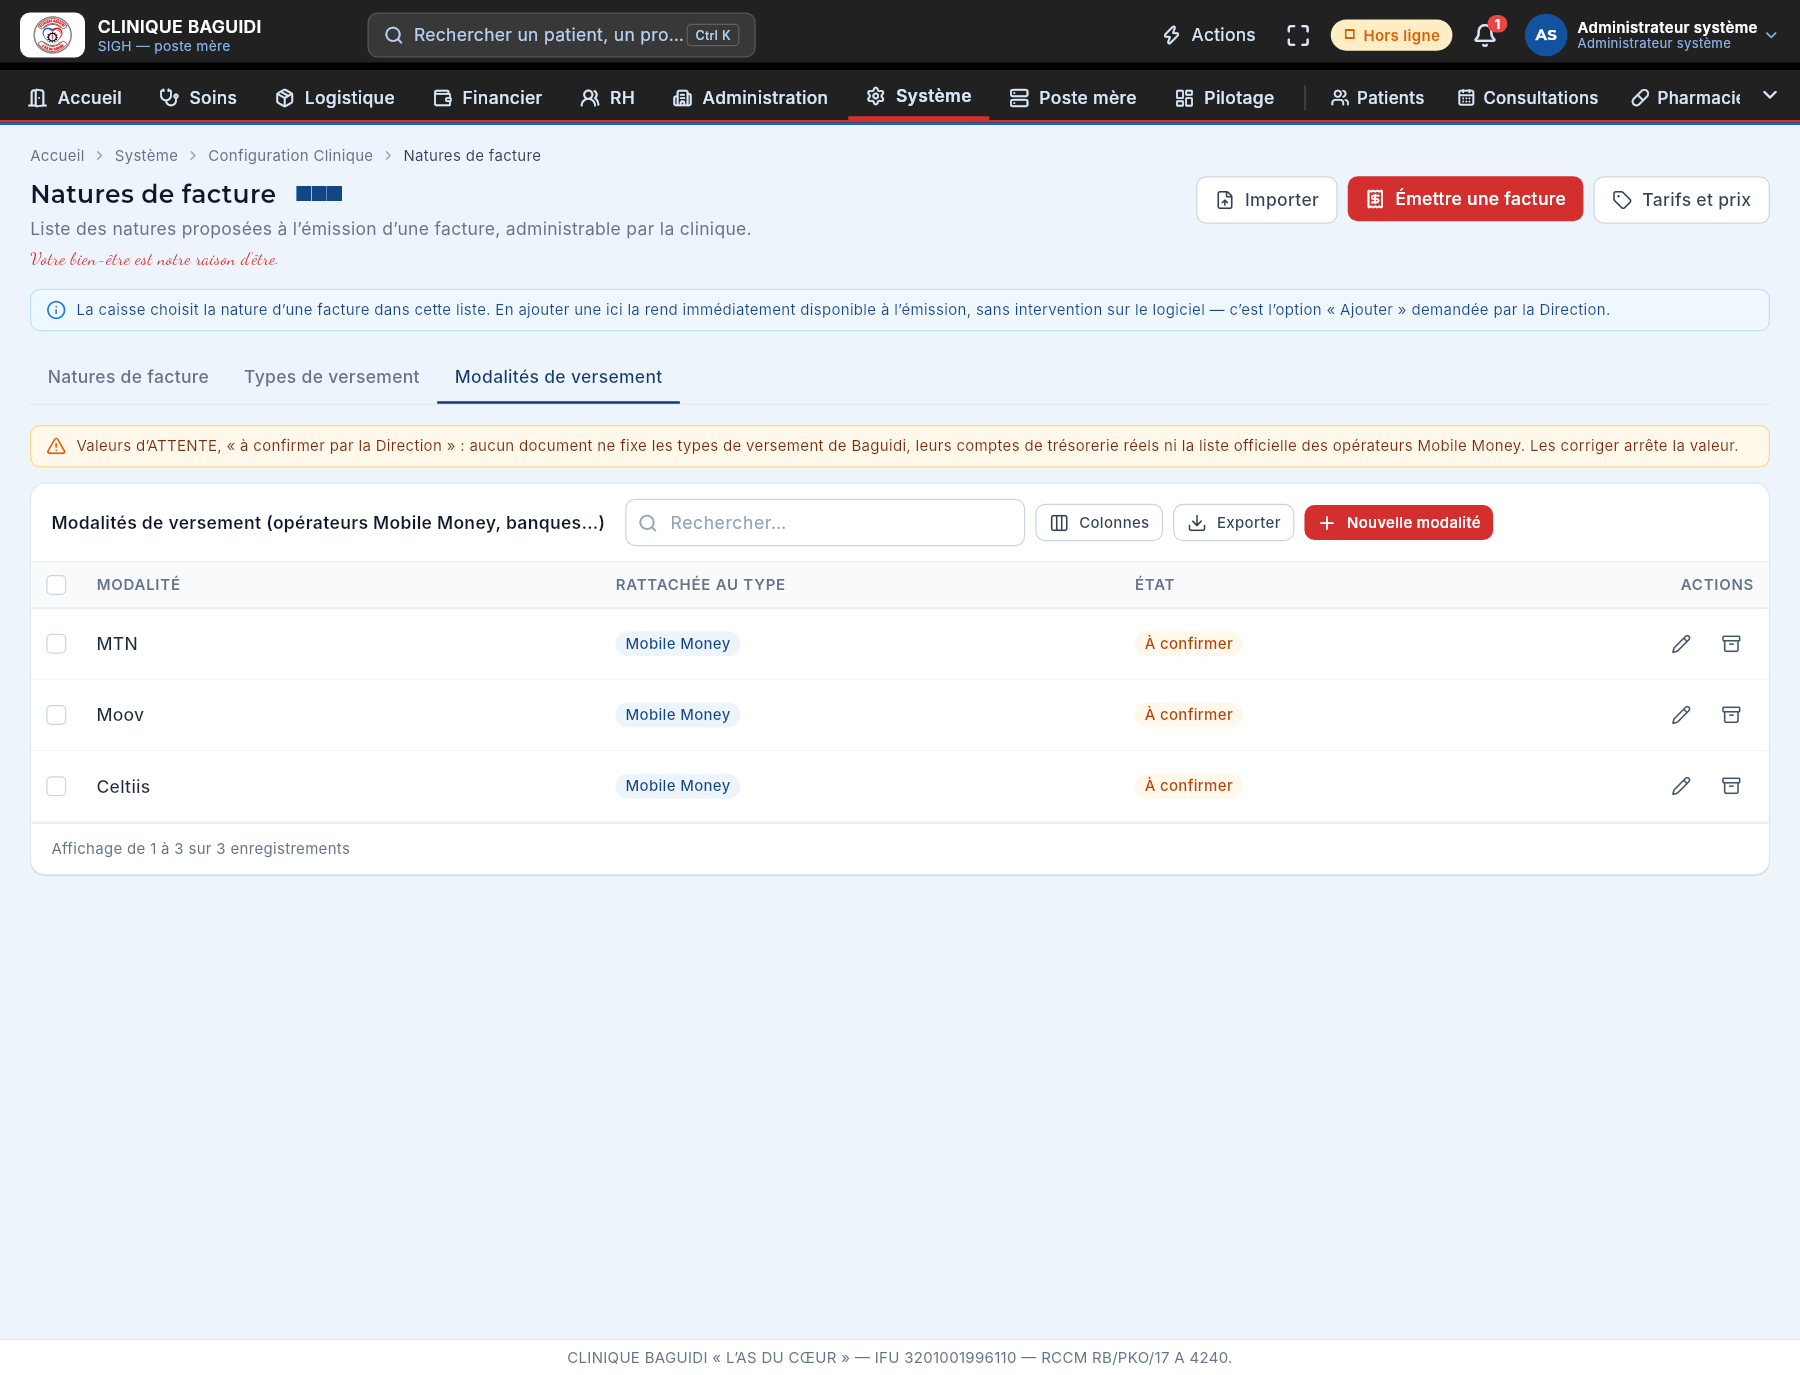 CLINIQUE BAGUIDI
SIGH — poste mère
Rechercher un patient, un pro... Ctrl K
Actions
Hors ligne
1
AS
Administrateur système
Administrateur système
Accueil
Soins
Logistique
Financier
RH
Administration
Système
Poste mère
Pilotage
Patients
Consultations
Pharmacie
Accueil > Système > Configuration Clinique > Natures de facture
Natures de facture
Importer
Émettre une facture
Tarifs et prix
Liste des natures proposées à l’émission d’une facture, administrable par la clinique.
Votre bien-être est notre raison d'être.
La caisse choisit la nature d’une facture dans cette liste. En ajouter une ici la rend immédiatement disponible à l’émission, sans intervention sur le logiciel — c’est l’option « Ajouter » demandée par la Direction.
Natures de facture
Types de versement
Modalités de versement
Valeurs d’ATTENTE, « à confirmer par la Direction » : aucun document ne fixe les types de versement de Baguidi, leurs comptes de trésorerie réels ni la liste officielle des opérateurs Mobile Money. Les corriger arrête la valeur.
Modalités de versement (opérateurs Mobile Money, banques…)
Rechercher...
Colonnes
Exporter
Nouvelle modalité
MODALITÉ RATTACHÉE AU TYPE ÉTAT ACTIONS
MTN Mobile Money À confirmer
Moov Mobile Money À confirmer
Celtiis Mobile Money À confirmer
Affichage de 1 à 3 sur 3 enregistrements
CLINIQUE BAGUIDI « L’AS DU CŒUR » — IFU 3201001996110 — RCCM RB/PKO/17 A 4240.